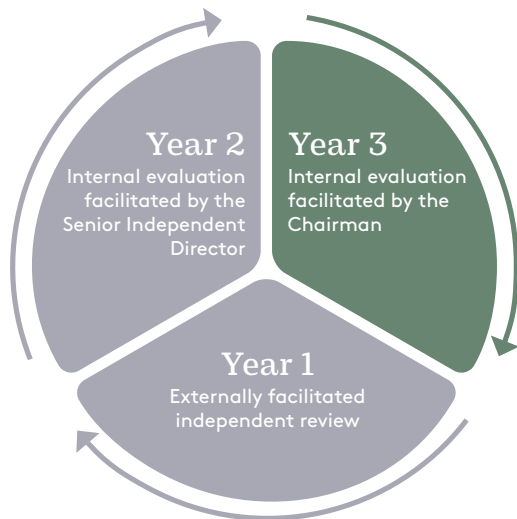 Year 2
Internal evaluation
facilitated by the
Senior Independent
Director
Year 3
Internal evaluation
facilitated by the
Chairman
Year 1
Externally facilitated
independent review